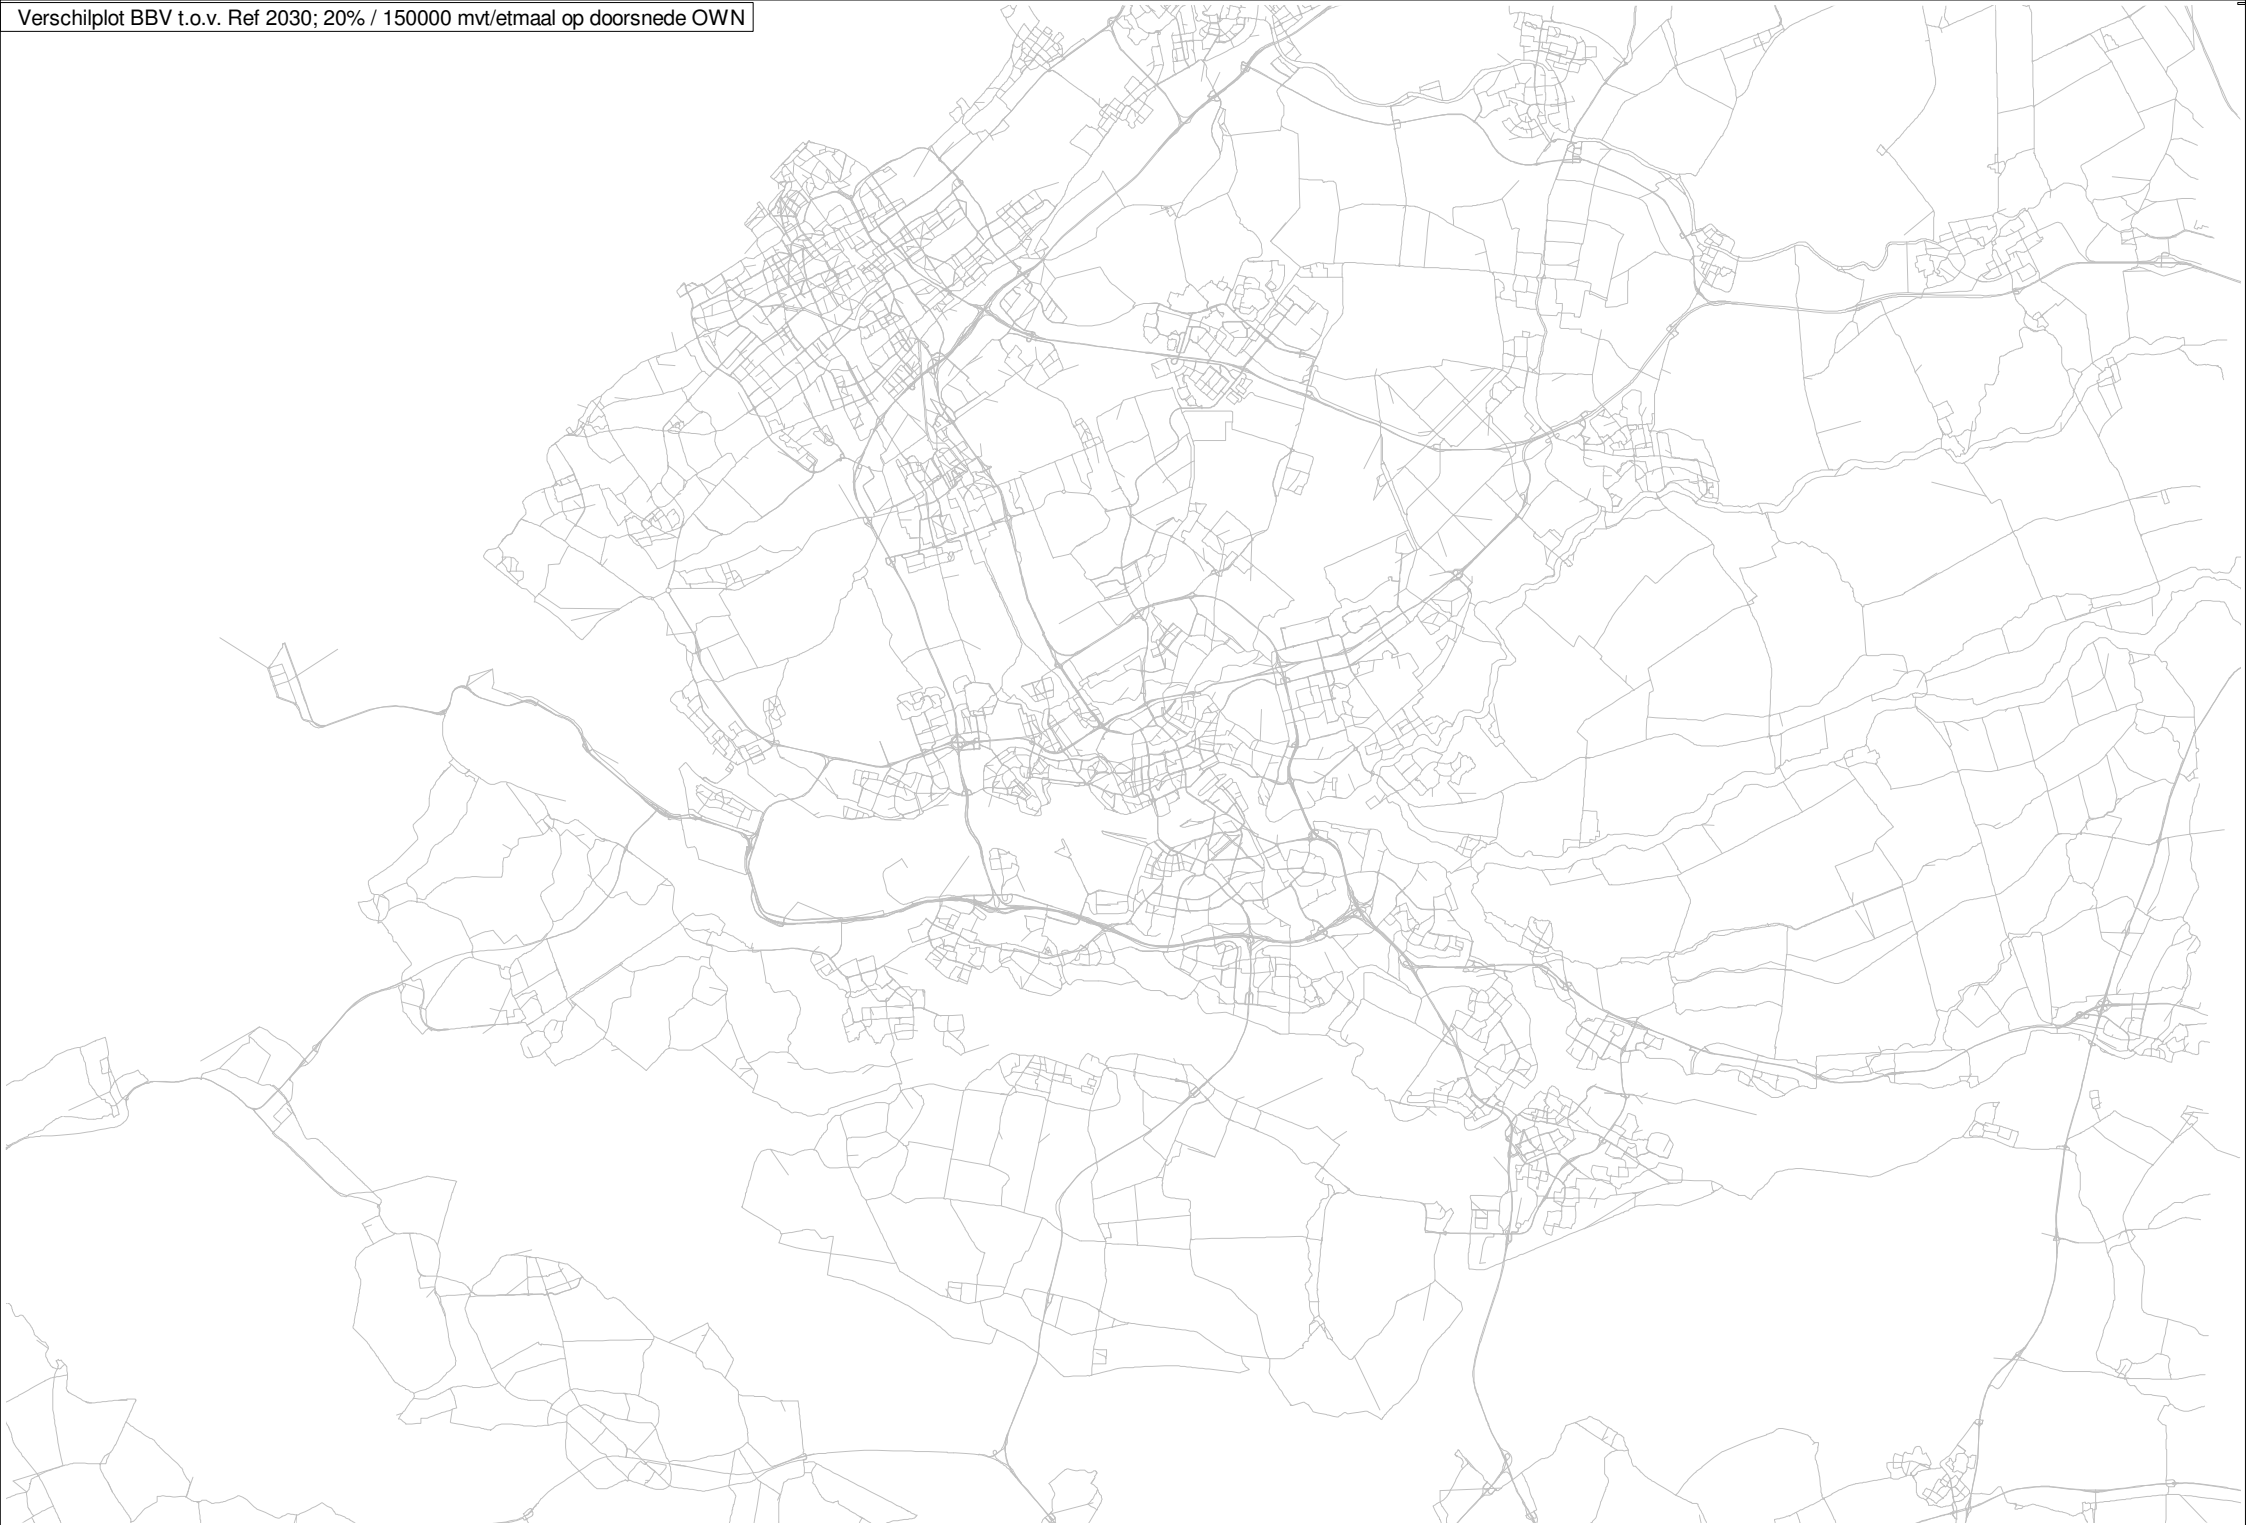 Verschilplot BBV t.o.v. Ref 2030; 20% / 150000 mvt/etmaal op doorsnede OWN